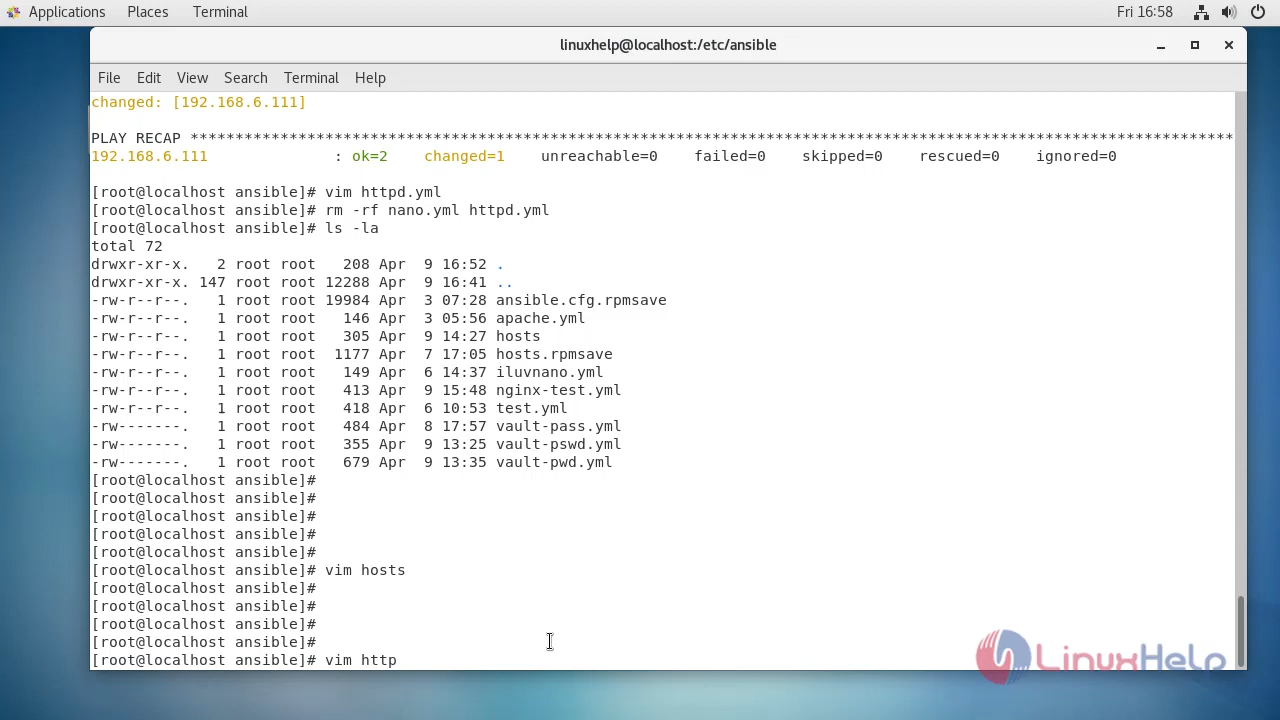 Applications Places Terminal Fri 16:58
linuxhelp@localhost:/etc/ansible
File Edit View Search Terminal Help
changed: [192.168.6.111]
PLAY RECAP ********************************************************************************************************************
192.168.6.111 : ok=2 changed=1 unreachable=0 failed=0 skipped=0 rescued=0 ignored=0
[root@localhost ansible]# vim httpd.yml
[root@localhost ansible]# rm -rf nano.yml httpd.yml
[root@localhost ansible]# ls -la
total 72
drwxr-xr-x. 2 root root 208 Apr 9 16:52 .
drwxr-xr-x. 147 root root 12288 Apr 9 16:41 ..
-rw-r--r--. 1 root root 19984 Apr 3 07:28 ansible.cfg.rpmsave
-rw-r--r--. 1 root root 146 Apr 3 05:56 apache.yml
-rw-r--r--. 1 root root 305 Apr 9 14:27 hosts
-rw-r--r--. 1 root root 1177 Apr 7 17:05 hosts.rpmsave
-rw-r--r--. 1 root root 149 Apr 6 14:37 iluvnano.yml
-rw-r--r--. 1 root root 413 Apr 9 15:48 nginx-test.yml
-rw-r--r--. 1 root root 418 Apr 6 10:53 test.yml
-rw-------. 1 root root 484 Apr 8 17:57 vault-pass.yml
-rw-------. 1 root root 355 Apr 9 13:25 vault-pswd.yml
-rw-------. 1 root root 679 Apr 9 13:35 vault-pwd.yml
[root@localhost ansible]#
[root@localhost ansible]#
[root@localhost ansible]#
[root@localhost ansible]#
[root@localhost ansible]#
[root@localhost ansible]# vim hosts
[root@localhost ansible]#
[root@localhost ansible]#
[root@localhost ansible]#
[root@localhost ansible]#
[root@localhost ansible]# vim http
LinuxHelp